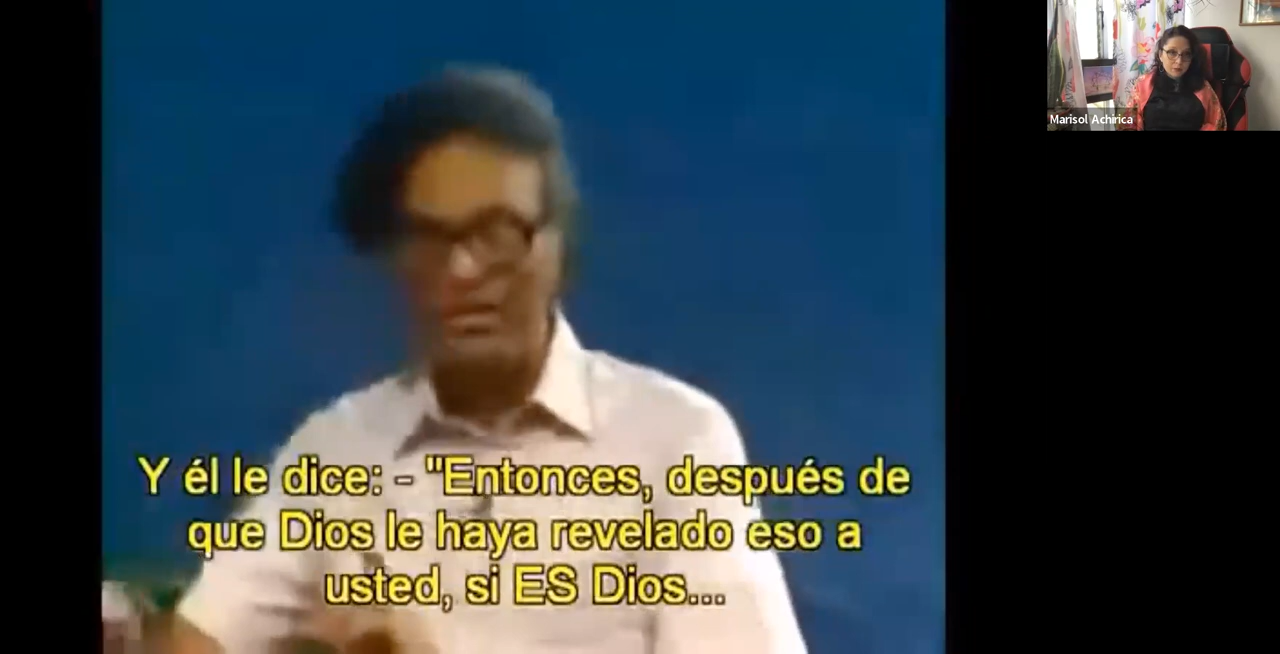 Marisol Achirica
Y él le dice: - "Entonces, después de
que Dios le haya revelado eso a
usted, si ES Dios...